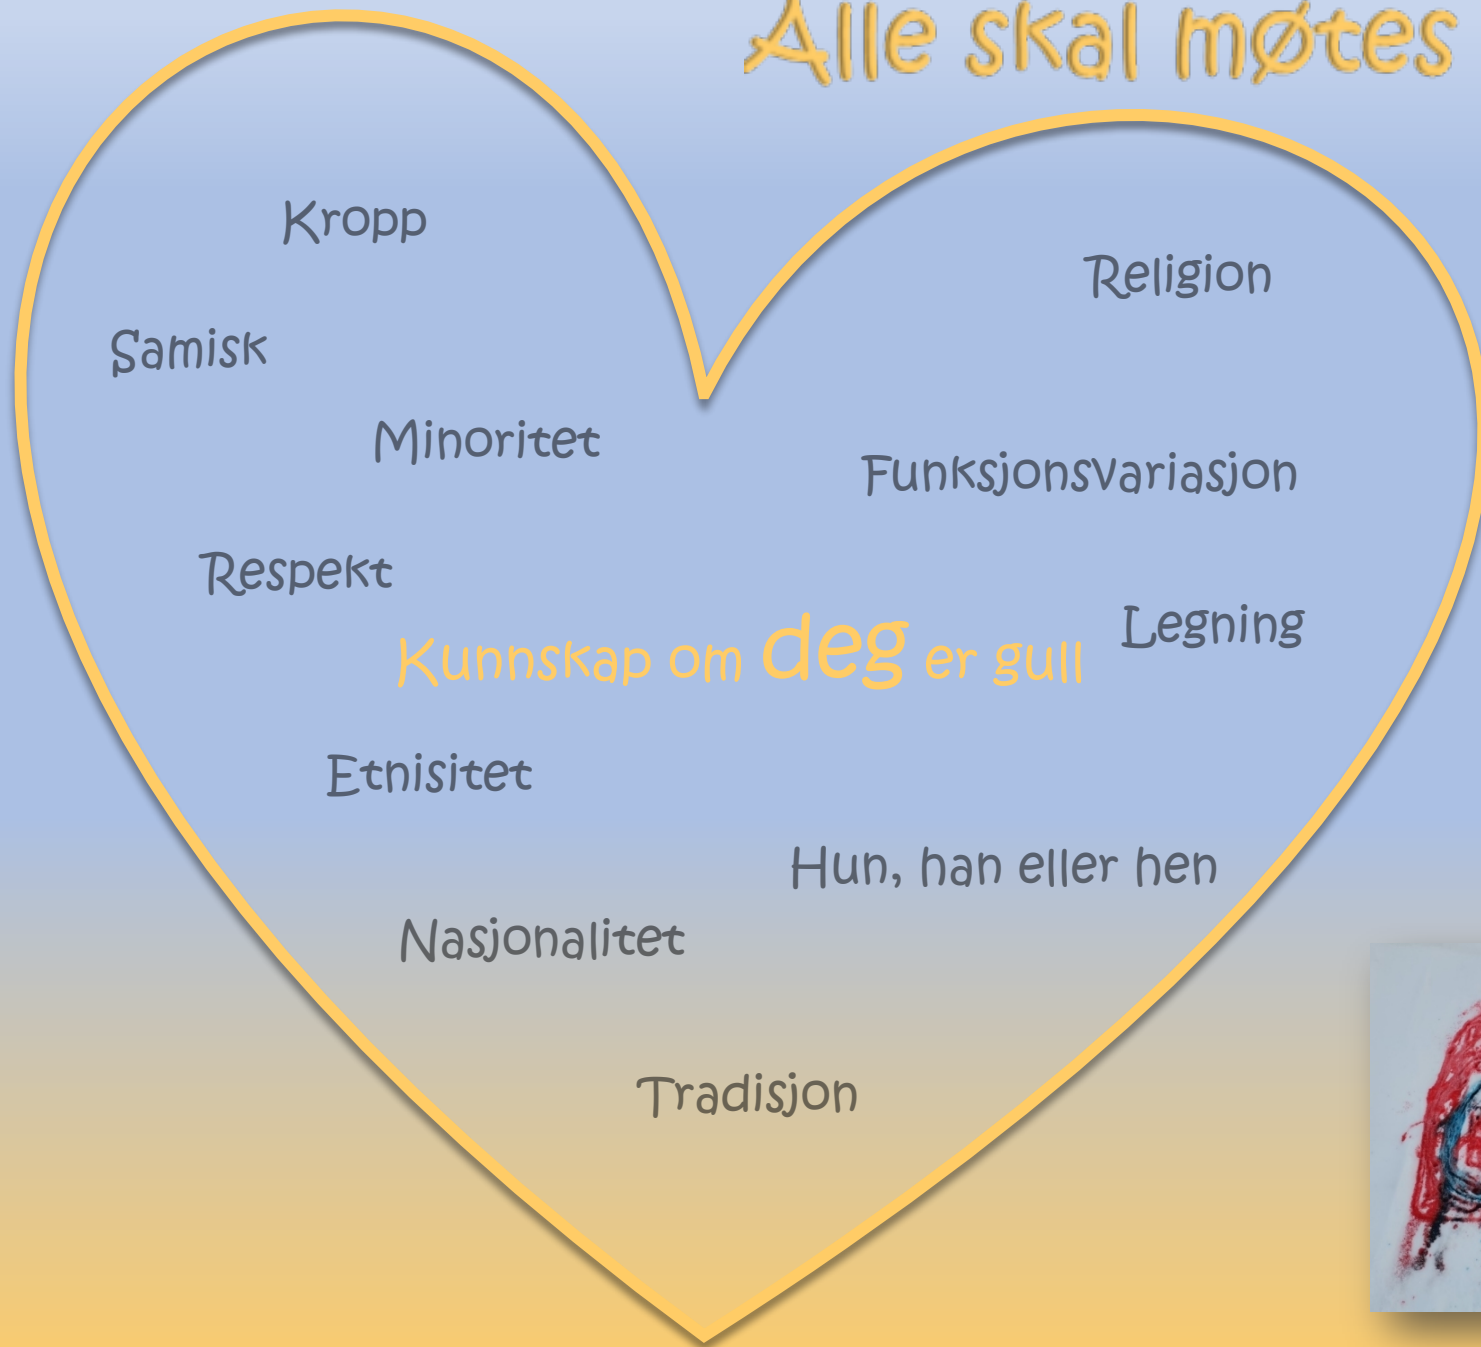 Alle skal møtes
Kropp
Religion
Samisk
Minoritet
Funksjonsvariasjon
Respekt
Legning
Kunnskap om deg er gull
Etnisitet
Hun, han eller hen
Nasjonalitet
Tradisjon